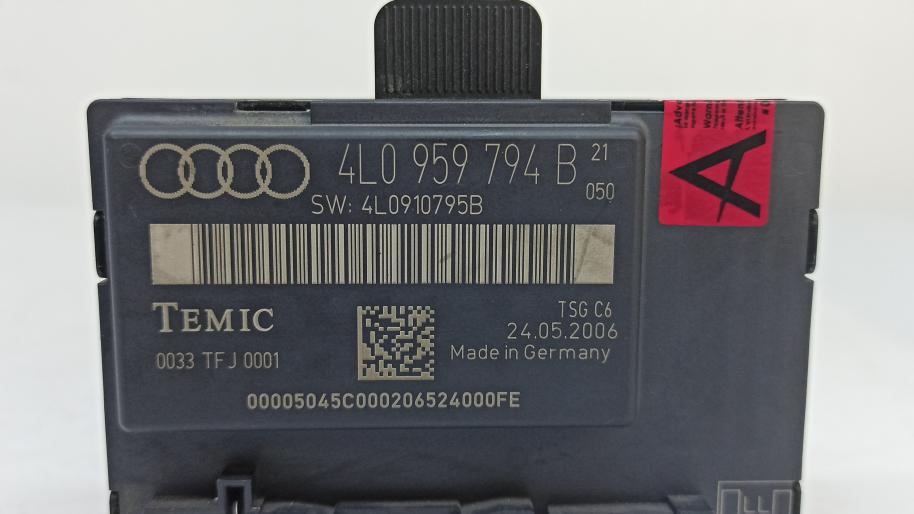 4L0 959 794 B 21
050
SW: 4L0910795B
TEMIC
TSG C6
24.05.2006
0033 TFJ 0001
Made in Germany
00005045C000206524000FE
A